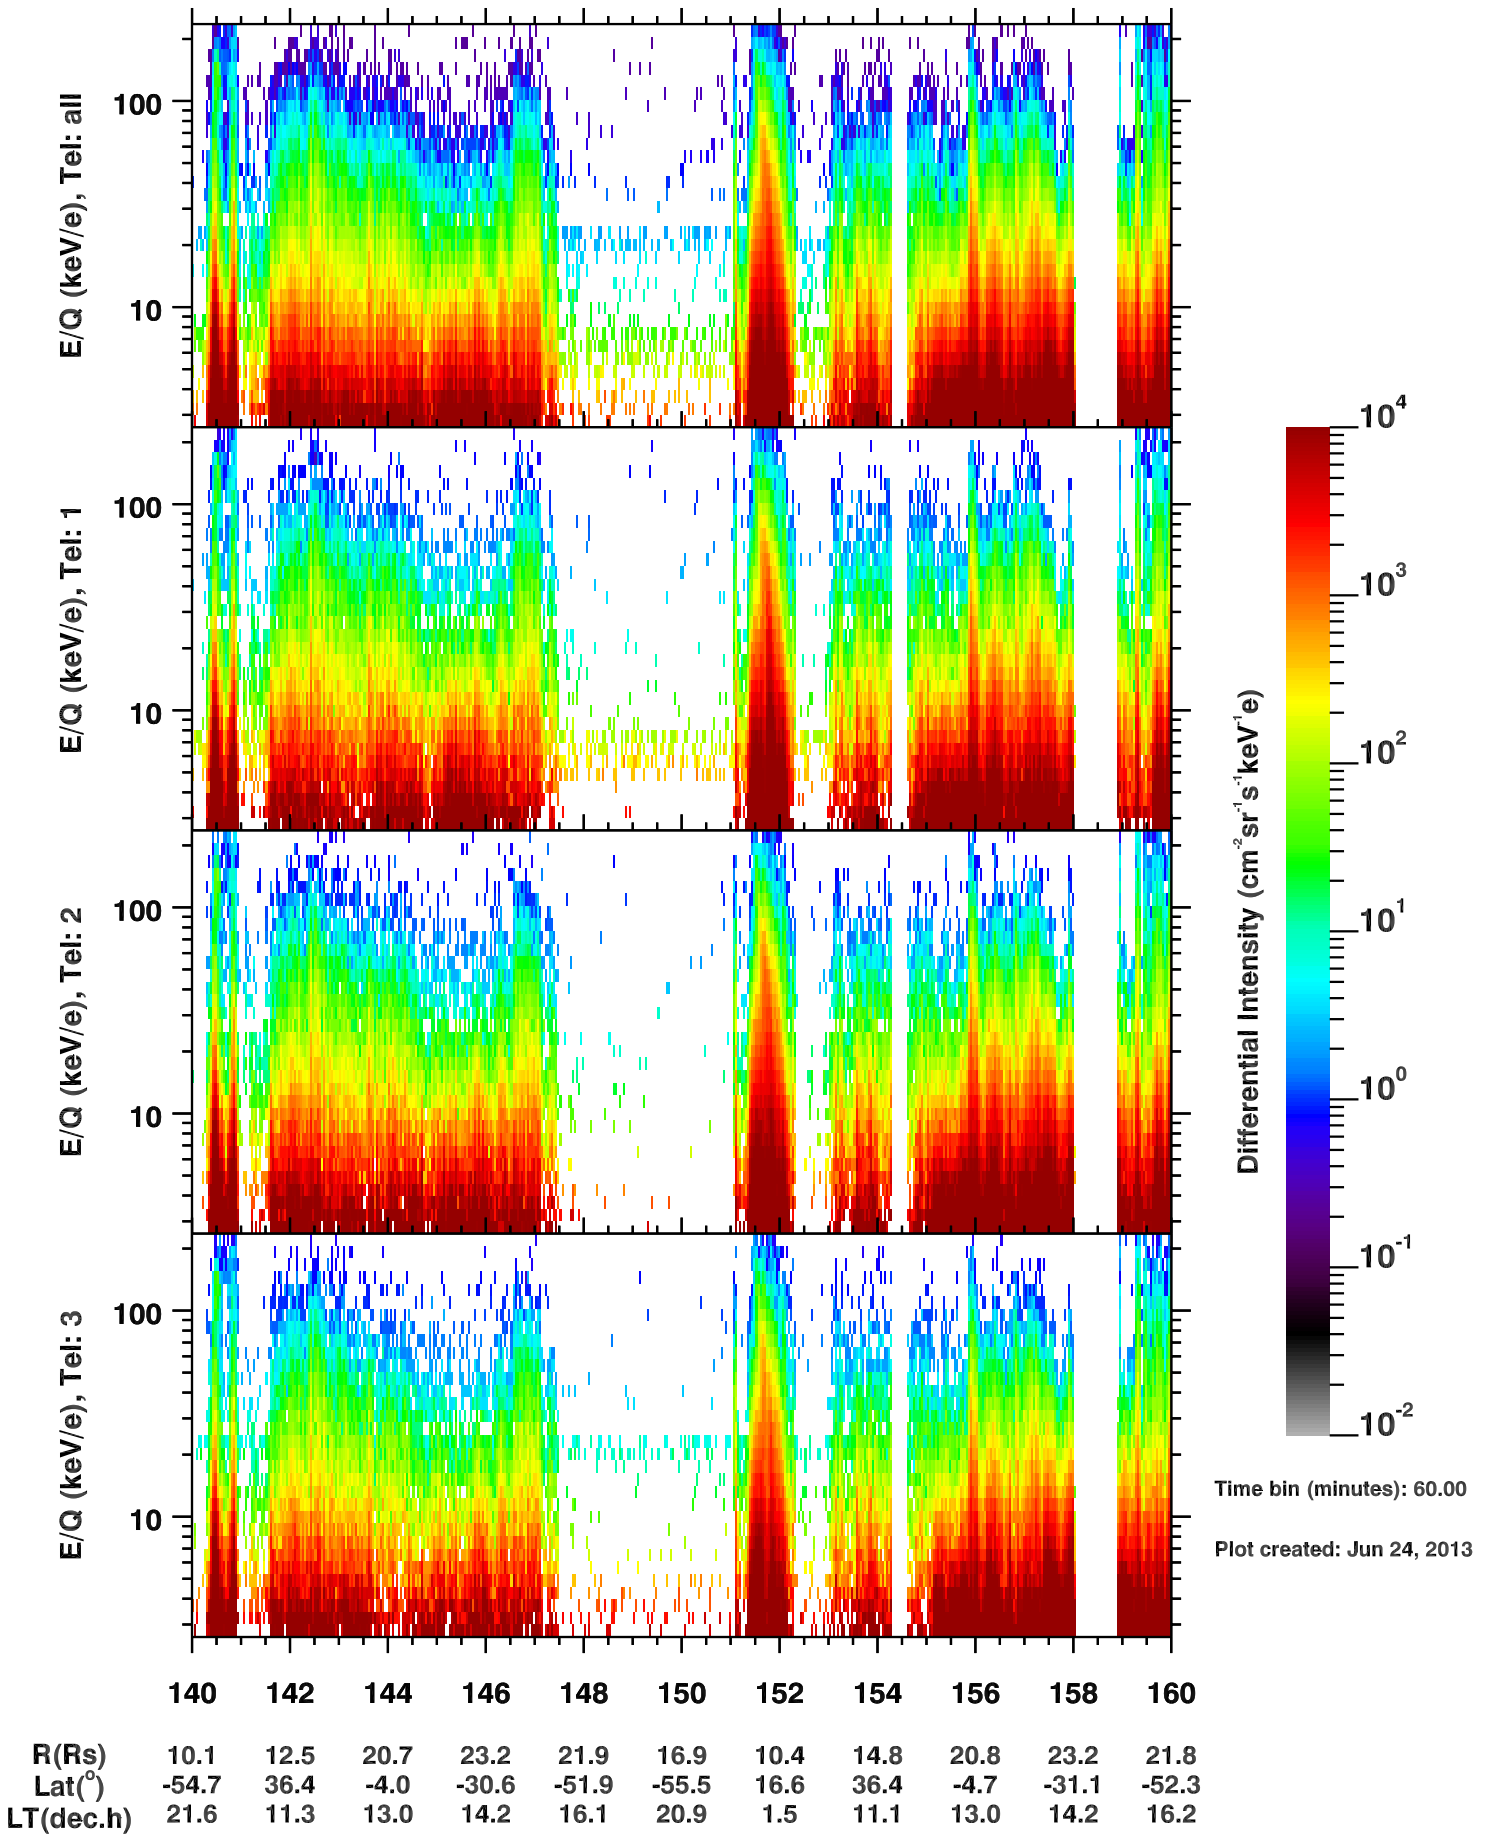 E/Q (keV/e), Tel: all
100
10
E/Q (keV/e), Tel: 1
100
10
E/Q (keV/e), Tel: 2
100
10
E/Q (keV/e), Tel: 3
100
10
Differential Intensity (cm⁻²sr⁻¹s⁻¹keV⁻¹e)
10⁴
10³
10²
10¹
10⁰
10⁻¹
10⁻²
Time bin (minutes): 60.00
Plot created: Jun 24, 2013
140 142 144 146 148 150 152 154 156 158 160
R(Rs) 10.1 12.5 20.7 23.2 21.9 16.9 10.4 14.8 20.8 23.2 21.8
Lat(°) -54.7 36.4 -4.0 -30.6 -51.9 -55.5 16.6 36.4 -4.7 -31.1 -52.3
LT(dec.h) 21.6 11.3 13.0 14.2 16.1 20.9 1.5 11.1 13.0 14.2 16.2